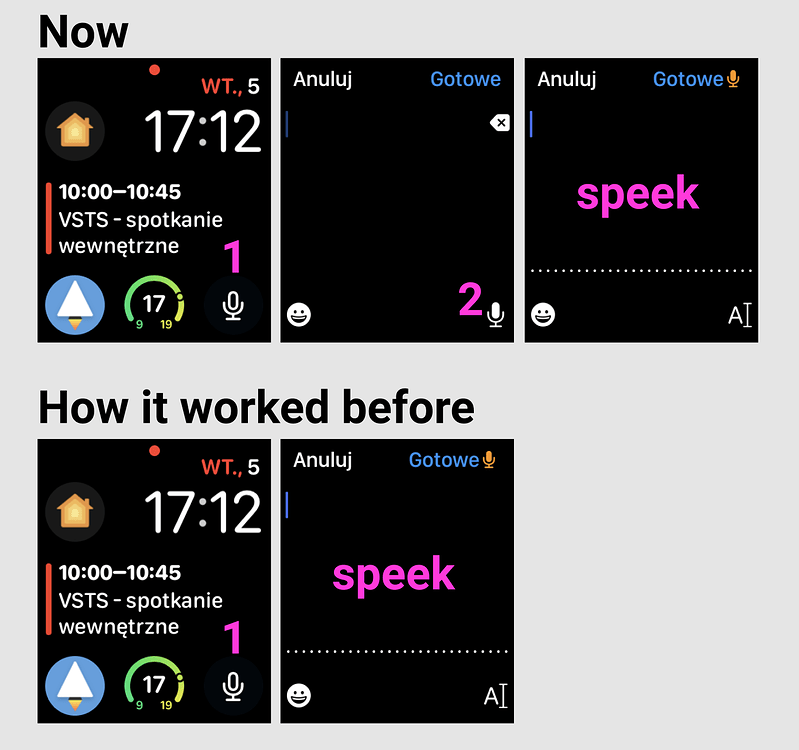 Now
WT., 5
17:12
10:00–10:45
VSTS - spotkanie
wewnętrzne
1
17
9 19
Anuluj Gotowe
2
Anuluj Gotowe
speek
A
How it worked before
WT., 5
17:12
10:00–10:45
VSTS - spotkanie
wewnętrzne
1
17
9 19
Anuluj Gotowe
speek
A